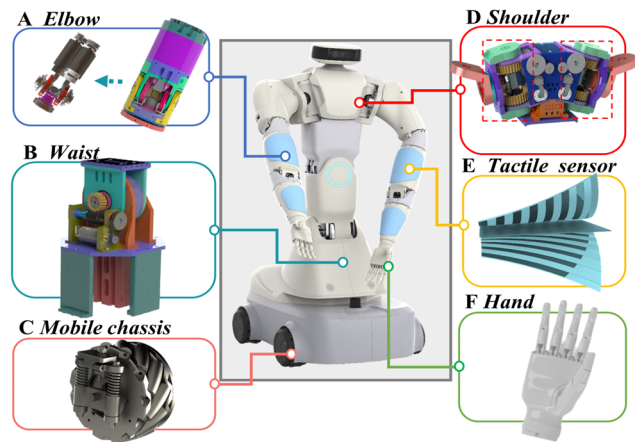 A Elbow
B Waist
C Mobile chassis
D Shoulder
E Tactile sensor
F Hand